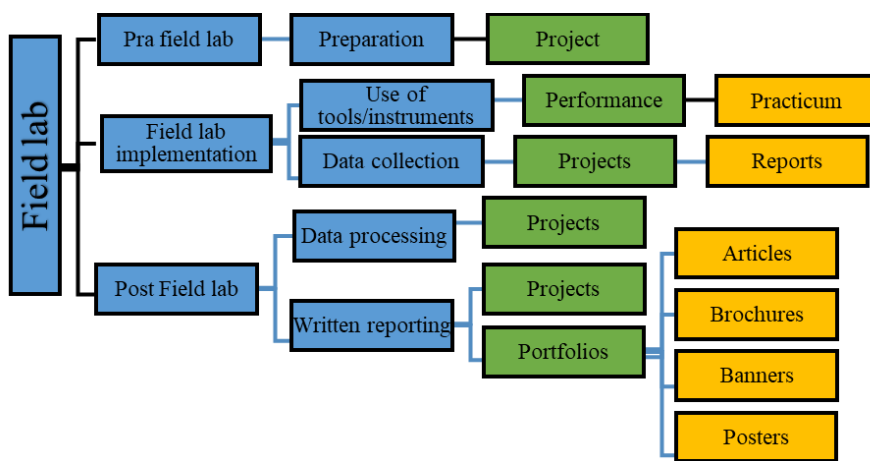 Field lab
Pra field lab
Preparation
Project
Field lab
implementation
Use of
tools/instruments
Performance
Practicum
Data collection
Projects
Reports
Post Field lab
Data processing
Projects
Written reporting
Projects
Portfolios
Articles
Brochures
Banners
Posters